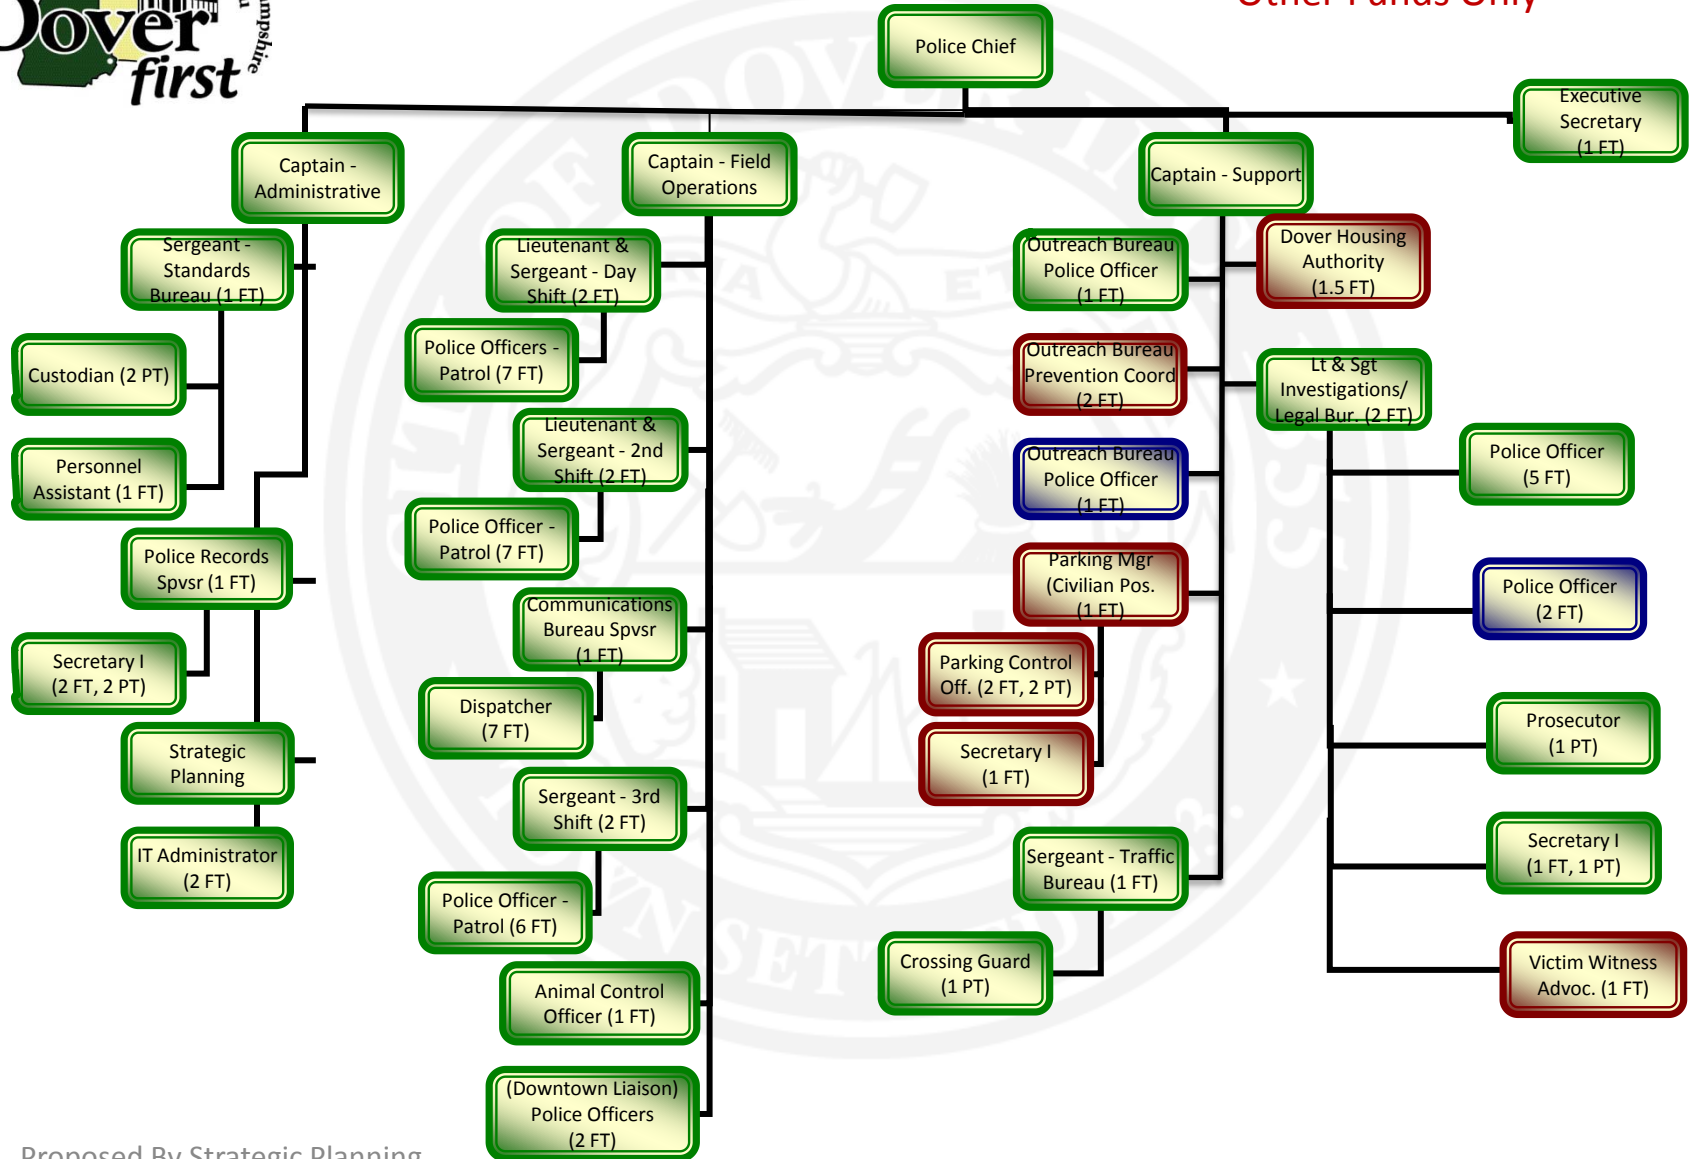 Dover
first
Other Funds Only
Police Chief
Executive
Secretary
(1 FT)
Captain -
Administrative
Captain - Field
Operations
Captain - Support
Sergeant -
Standards
Bureau (1 FT)
Custodian (2 PT)
Personnel
Assistant (1 FT)
Police Records
Spvsr (1 FT)
Secretary I
(2 FT, 2 PT)
Strategic
Planning
IT Administrator
(2 FT)
Lieutenant &
Sergeant - Day
Shift (2 FT)
Police Officers -
Patrol (7 FT)
Lieutenant &
Sergeant - 2nd
Shift (2 FT)
Police Officer -
Patrol (7 FT)
Communications
Bureau Spvsr
(1 FT)
Dispatcher
(7 FT)
Sergeant - 3rd
Shift (2 FT)
Police Officer -
Patrol (6 FT)
Animal Control
Officer (1 FT)
(Downtown Liaison)
Police Officers
(2 FT)
Outreach Bureau
Police Officer
(1 FT)
Dover Housing
Authority
(1.5 FT)
Outreach Bureau
Prevention Coord
(2 FT)
Outreach Bureau
Police Officer
(1 FT)
Parking Mgr
(Civilian Pos.
(1 FT)
Parking Control
Off. (2 FT, 2 PT)
Secretary I
(1 FT)
Sergeant - Traffic
Bureau (1 FT)
Crossing Guard
(1 PT)
Lt & Sgt
Investigations/
Legal Bur. (2 FT)
Police Officer
(5 FT)
Police Officer
(2 FT)
Prosecutor
(1 PT)
Secretary I
(1 FT, 1 PT)
Victim Witness
Advoc. (1 FT)
Proposed By Strategic Planning